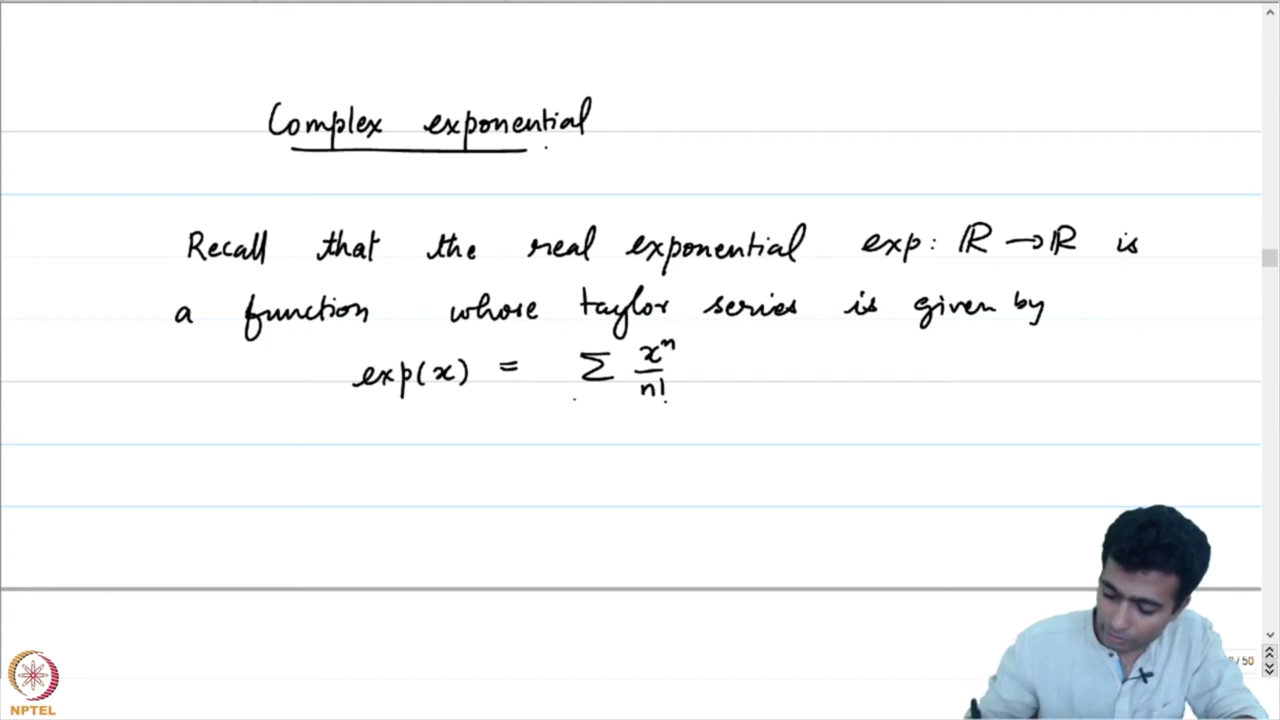 Complex exponential
Recall that the real exponential exp: ℝ → ℝ is
a function whose taylor series is given by
exp(x) = Σ xⁿ/n!
/ 50
NPTEL